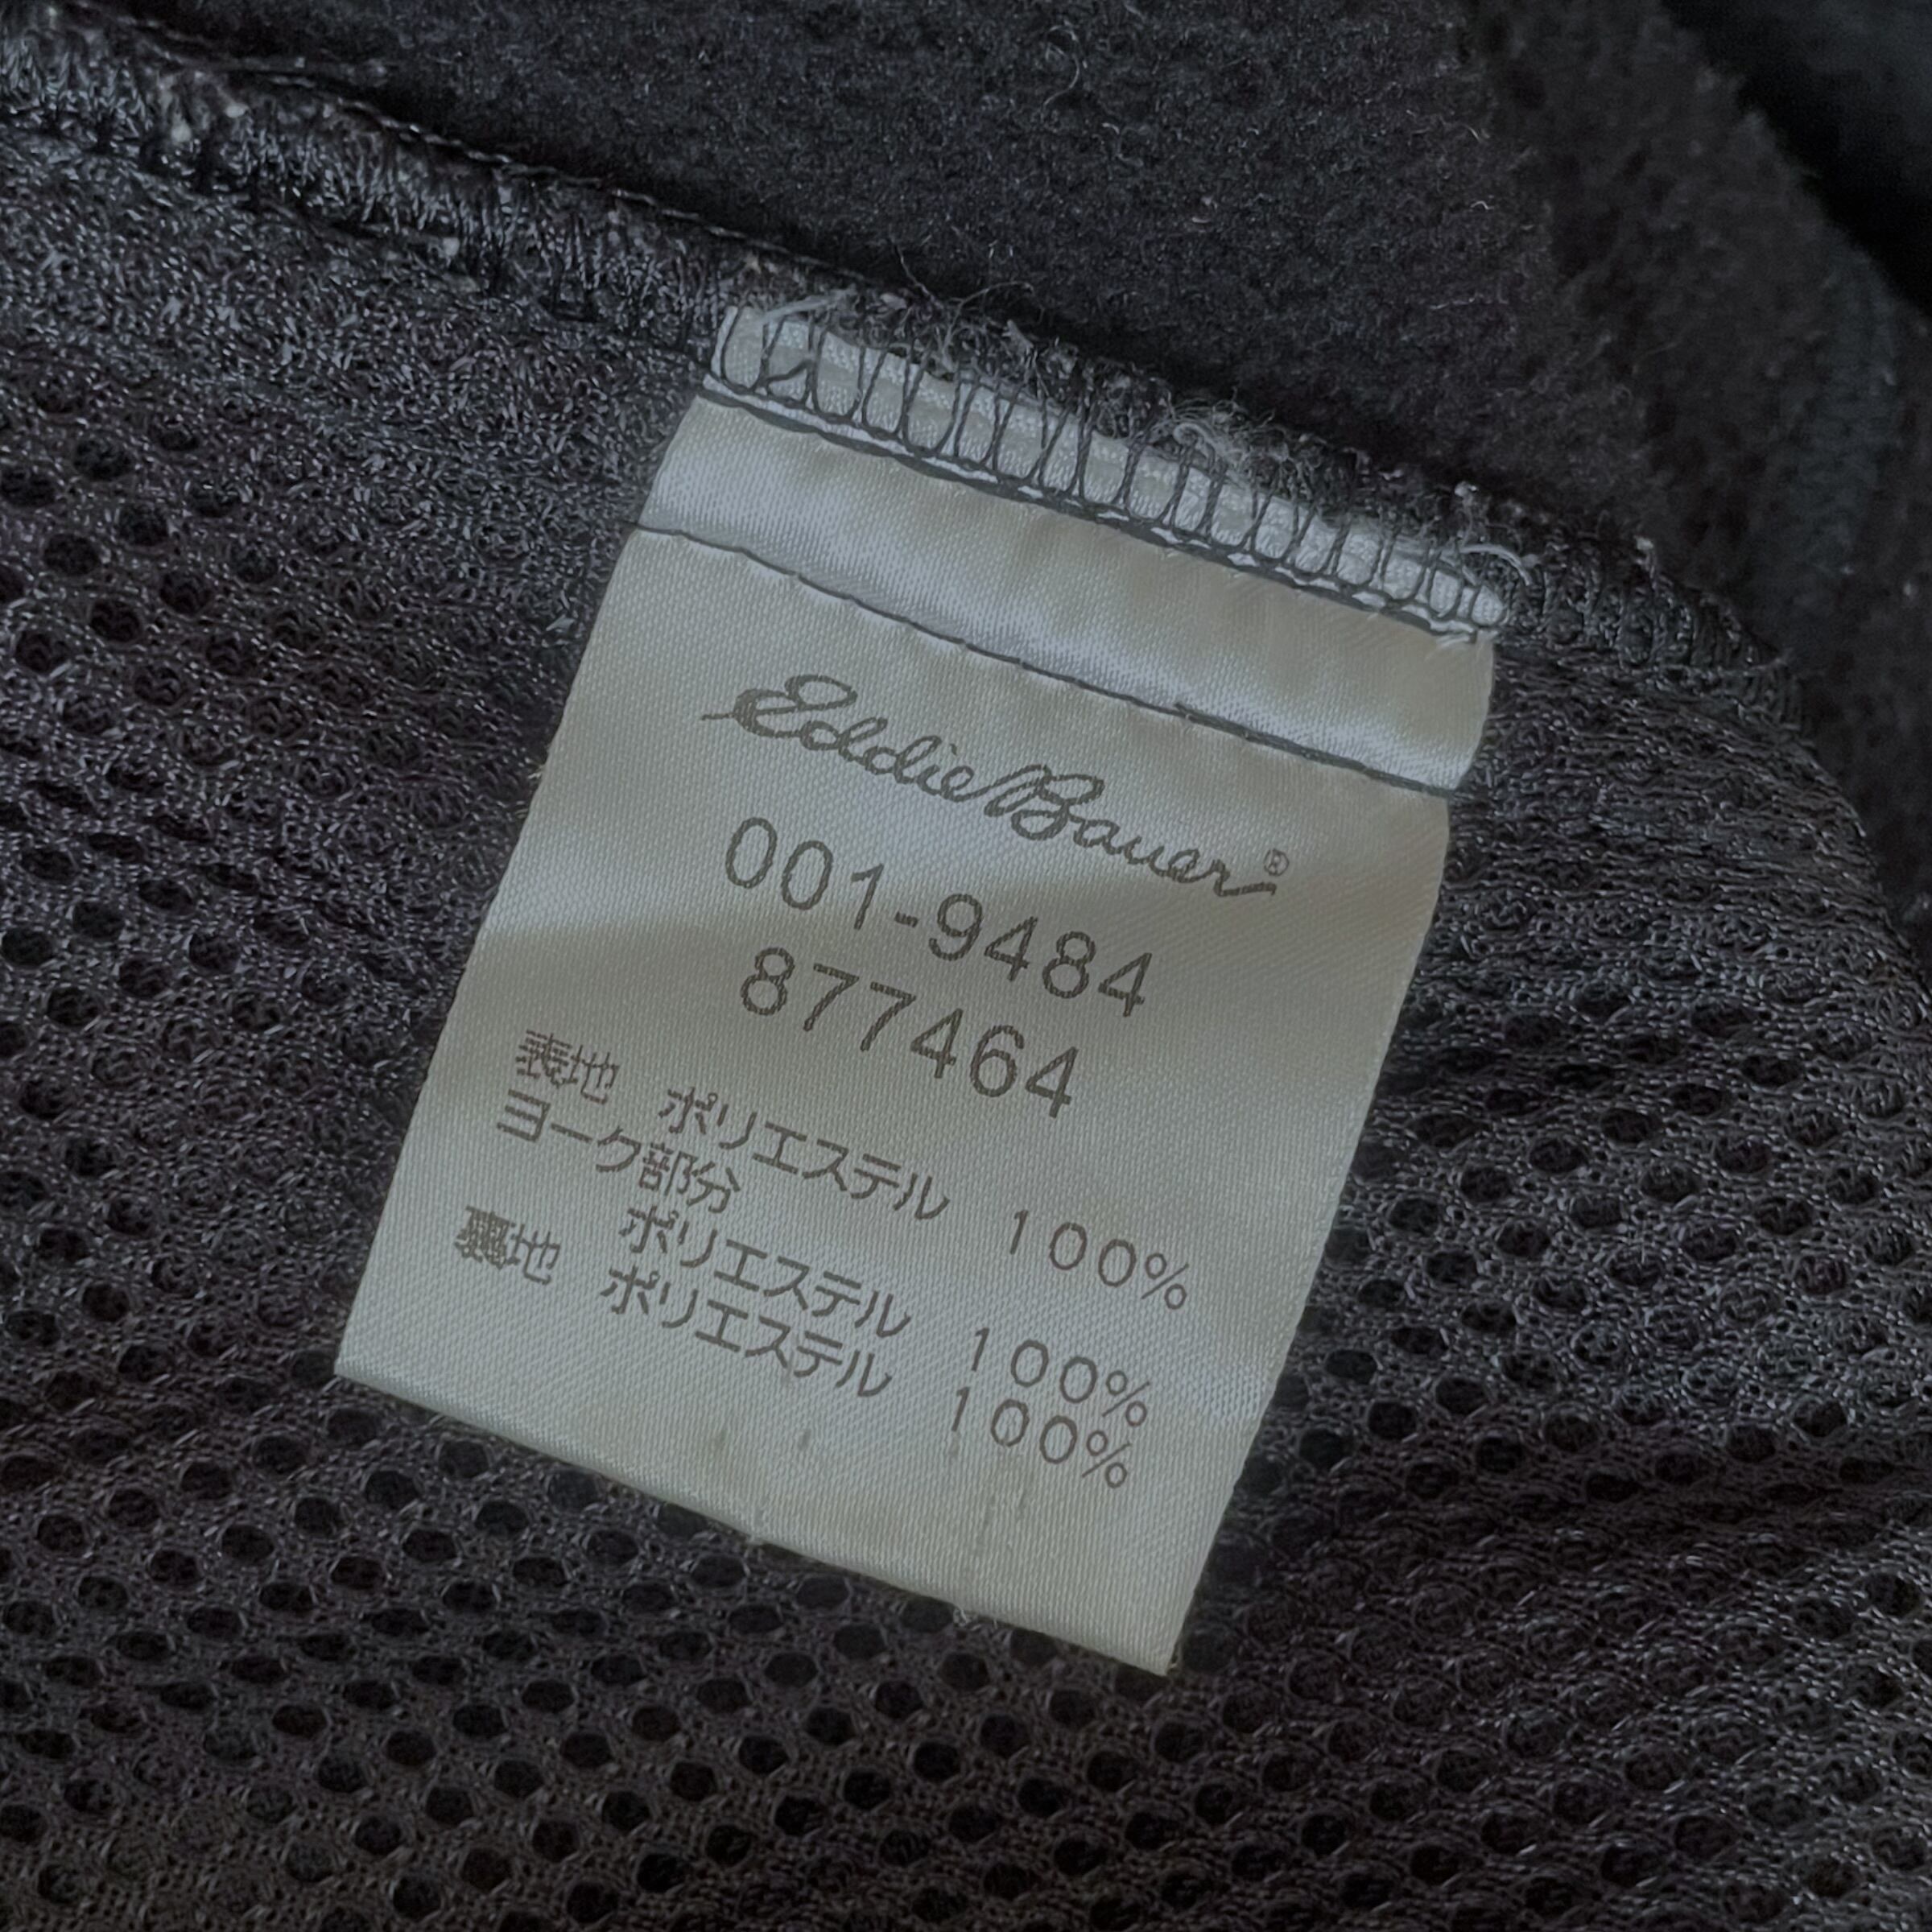 Eddie Bauer®
001-9484
877464
表地 ポリエステル 100%
ヨーク部分
ポリエステル 100%
裏地 ポリエステル 100%